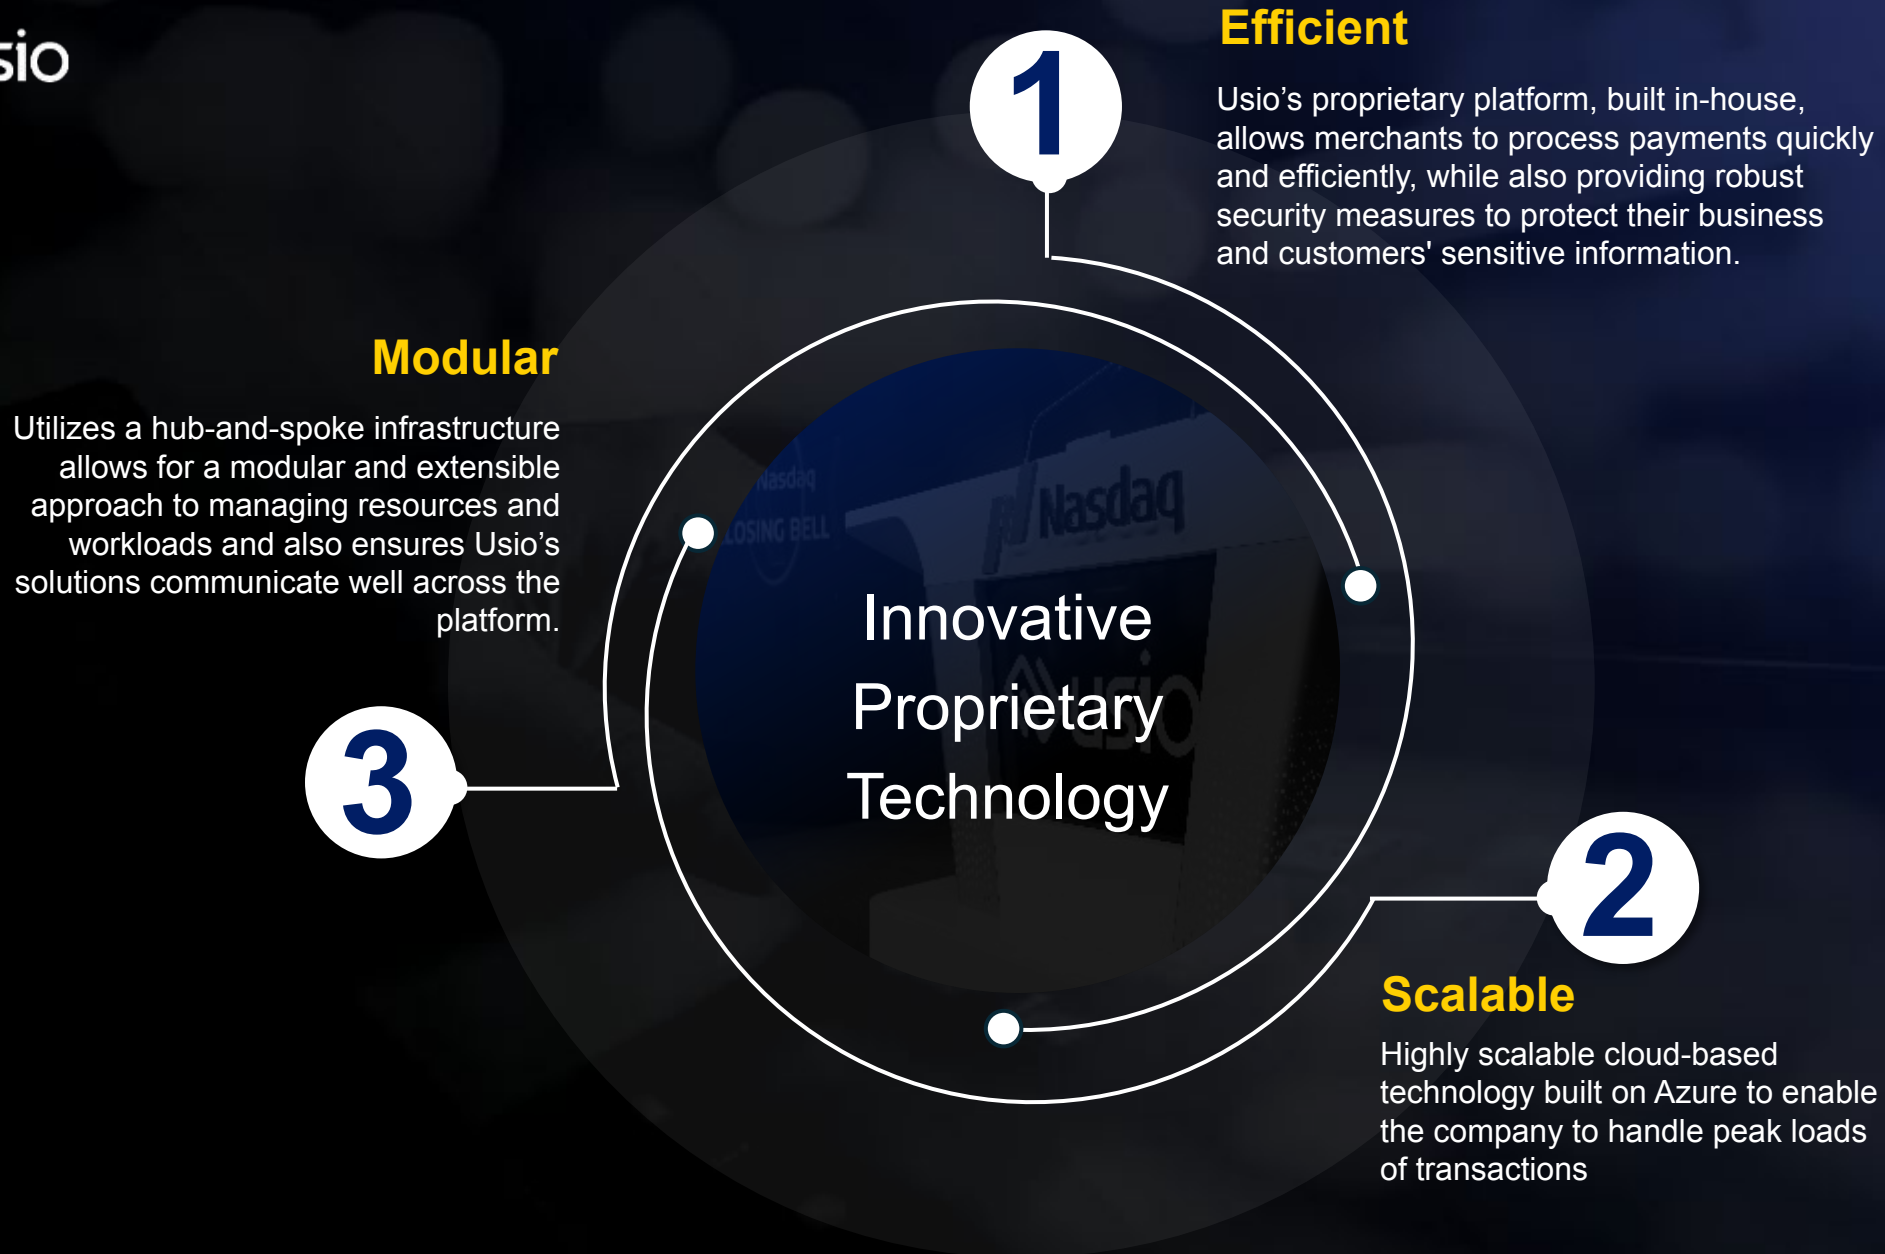 sio
1
Efficient
Usio’s proprietary platform, built in-house,
allows merchants to process payments quickly
and efficiently, while also providing robust
security measures to protect their business
and customers' sensitive information.
Modular
Utilizes a hub-and-spoke infrastructure
allows for a modular and extensible
approach to managing resources and
workloads and also ensures Usio’s
solutions communicate well across the
platform.
3
Nasdaq
LOSING BELL
Nasdaq
usio
Innovative
Proprietary
Technology
2
Scalable
Highly scalable cloud-based
technology built on Azure to enable
the company to handle peak loads
of transactions